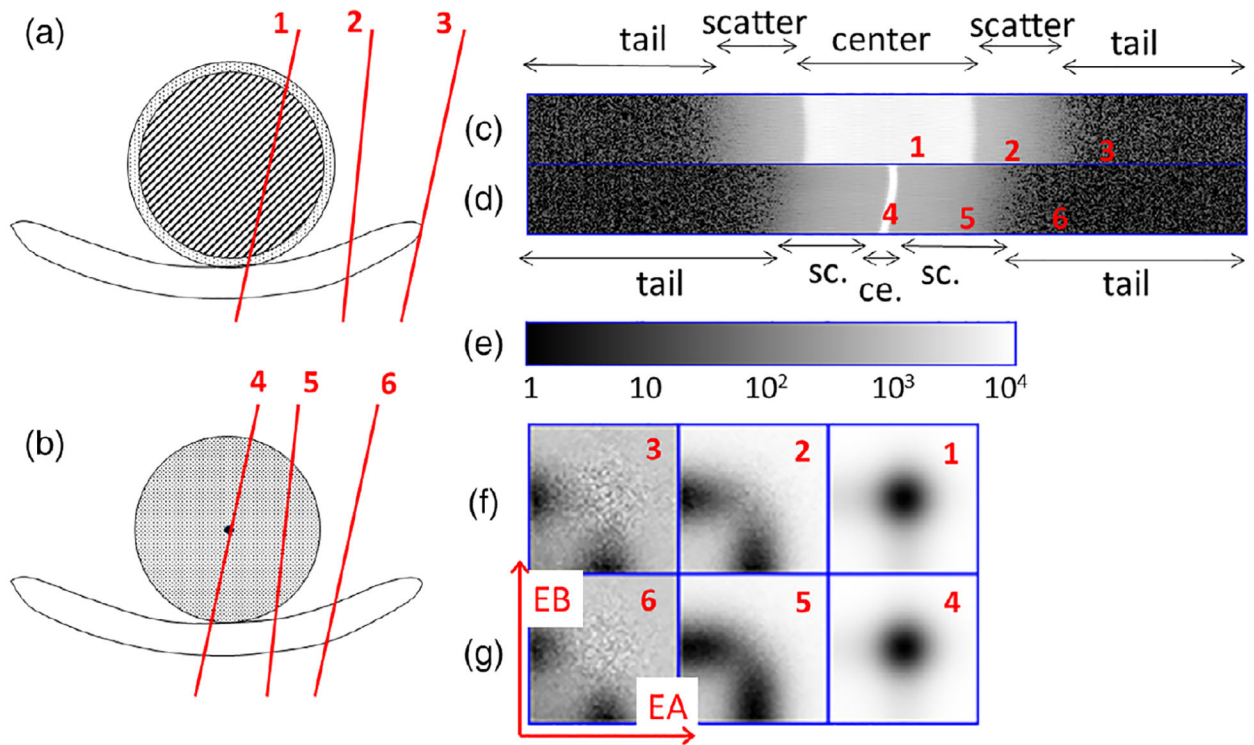 (a)
1
2
3
scatter
scatter
tail
center
tail
(c)
1
2
3
(d)
4
5
6
tail
sc.
ce.
sc.
tail
(e)
1
10
10²
10³
10⁴
(b)
4
5
6
(f)
3
2
1
(g)
EB
6
5
4
EA